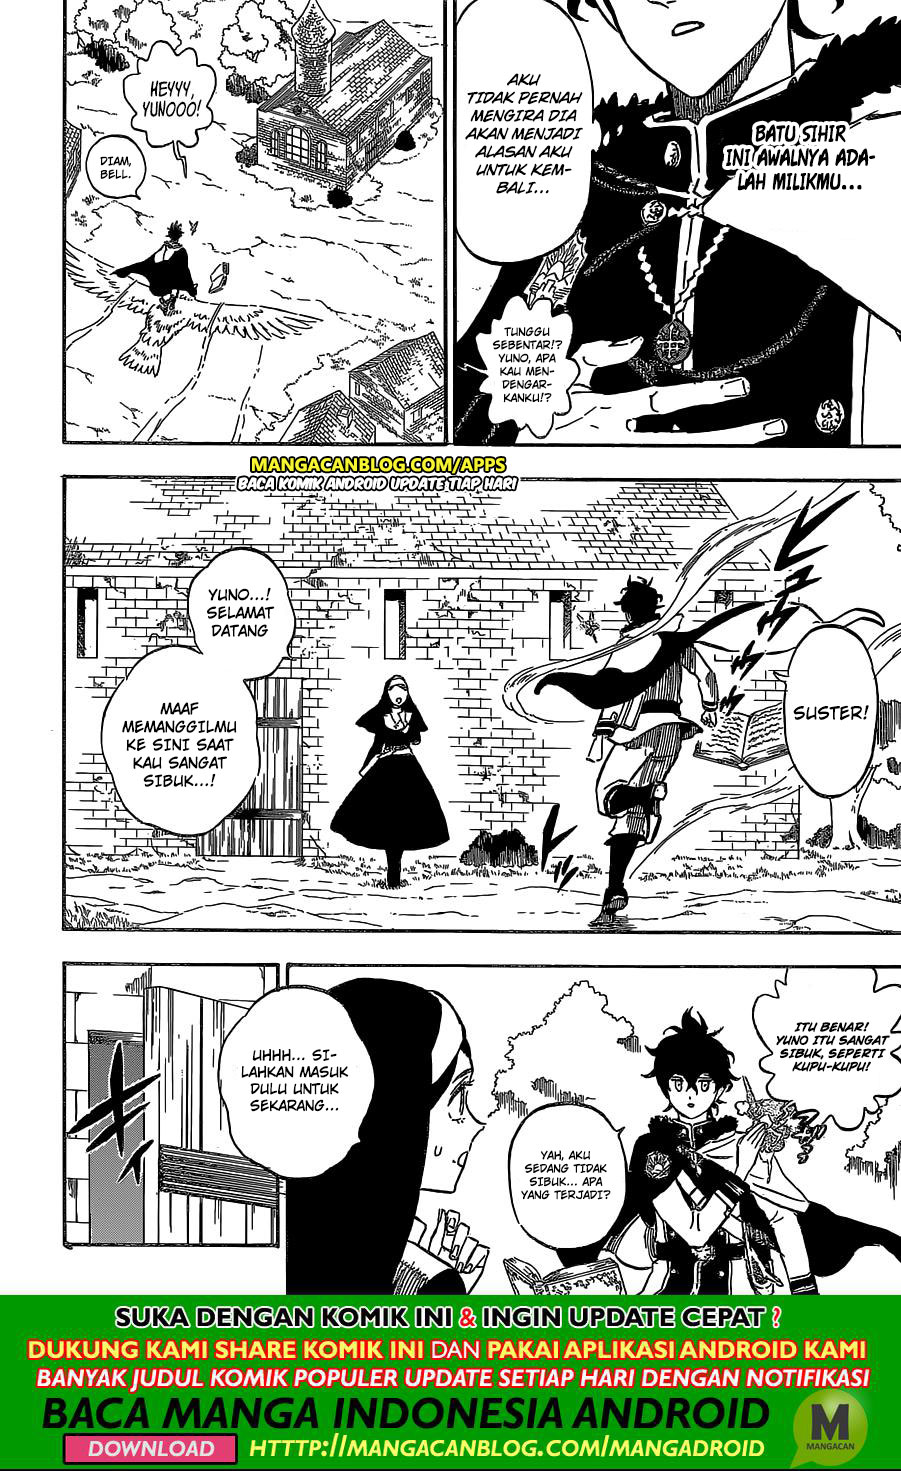 BATU SIHIR
INI AWALNYA ADA-
LAH MILIKMU...
AKU
TIDAK PERNAH
MENGIRA DIA
AKAN MENJADI
ALASAN AKU
UNTUK KEM-
BALI...
TUNGGU
SEBENTAR!?
YUNO, APA
KAU MEN-
DENGAR-
KANKU!?
HEYYY,
YUNOOO!
DIAM,
BELL.
MANGACANBLOG.COM/APPS
BACA KOMIK ANDROID UPDATE TIAP HARI
SUSTER!
YUNO...!
SELAMAT
DATANG
MAAF
MEMANGGILMU
KE SINI SAAT
KAU SANGAT
SIBUK...!
ITU BENAR!
YUNO ITU SANGAT
SIBUK, SEPERTI
KUPU-KUPU!
YAH, AKU
SEDANG TIDAK
SIBUK... APA
YANG TERJADI?
UHHH... SI-
LAHKAN MASUK
DULU UNTUK
SEKARANG...
SUKA DENGAN KOMIK INI & INGIN UPDATE CEPAT ?
DUKUNG KAMI SHARE KOMIK INI DAN PAKAI APLIKASI ANDROID KAMI
BANYAK JUDUL KOMIK POPULER UPDATE SETIAP HARI DENGAN NOTIFIKASI
BACA MANGA INDONESIA ANDROID
DOWNLOAD HTTTP://MANGACANBLOG.COM/MANGADROID
M
MANGACAN